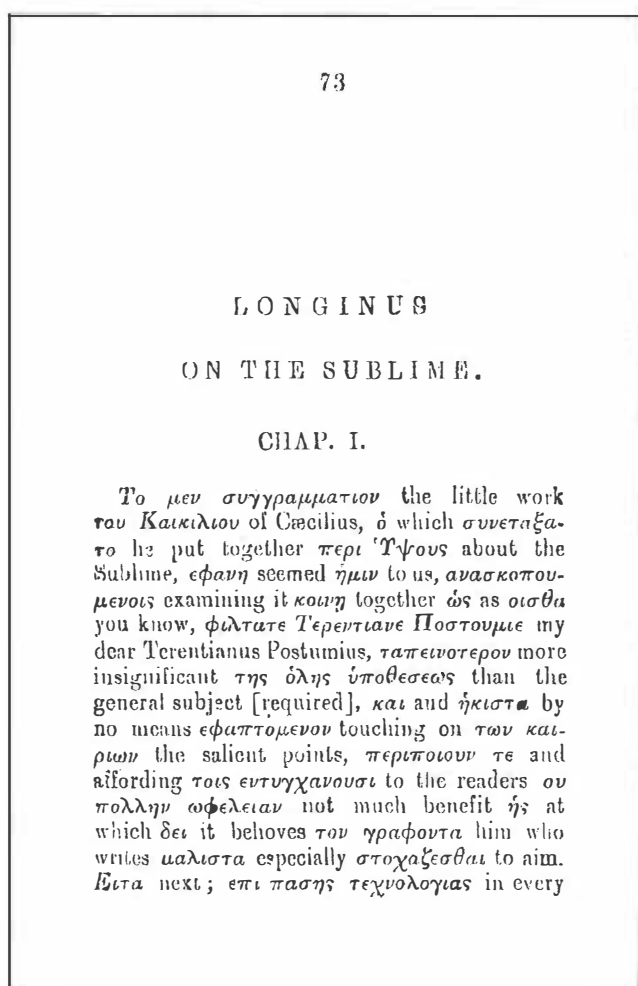 73
LONGINUS
ON THE SUBLIME.
CHAP. I.
Το μεν συγγραμματιον the little work
του Καικιλιου of Cæcilius, ὁ which συνεταξα-
το he put together περι Ὑψους about the
Sublime, εφανη seemed ἡμιν to us, ανασκοπου-
μενοις examining it κοινη together ὡς as οισθα
you know, φιλτατε Τερεντιανε Ποστουμιε my
dear Terentianus Postumius, ταπεινοτερον more
insignificant της ὁλης ὑποθεσεως than the
general subject [required], και and ἡκιστα by
no means εφαπτομενον touching on των και-
ριων the salient points, περιποιουν τε and
affording τοις εντυγχανουσι to the readers ου
πολλην ωφελειαν not much benefit ἡς at
which δει it behoves τον γραφοντα him who
writes μαλιστα especially στοχαζεσθαι to aim.
Ειτα next; επι πασης τεχνολογιας in every